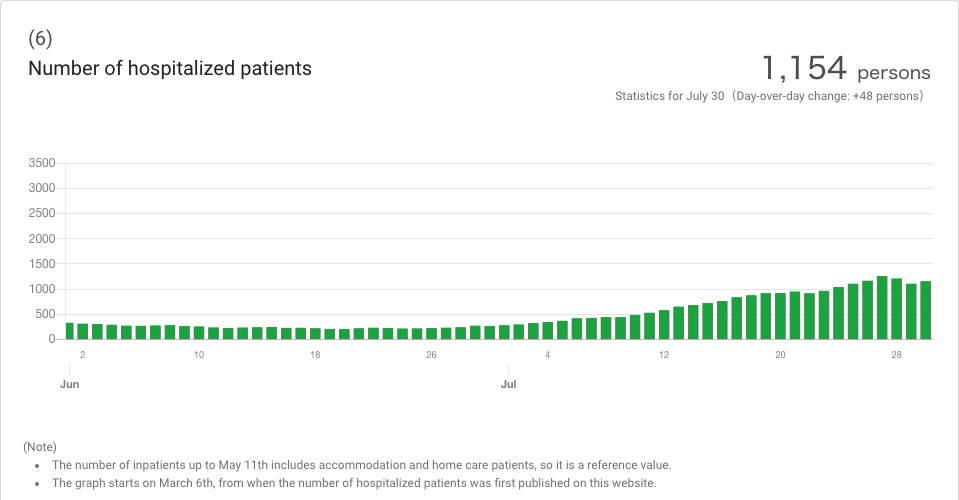 (6)
Number of hospitalized patients
1,154 persons
Statistics for July 30（Day-over-day change: +48 persons）
3500
3000
2500
2000
1500
1000
500
0
2 10 18 26 4 12 20 28
Jun Jul
(Note)
• The number of inpatients up to May 11th includes accommodation and home care patients, so it is a reference value.
• The graph starts on March 6th, from when the number of hospitalized patients was first published on this website.